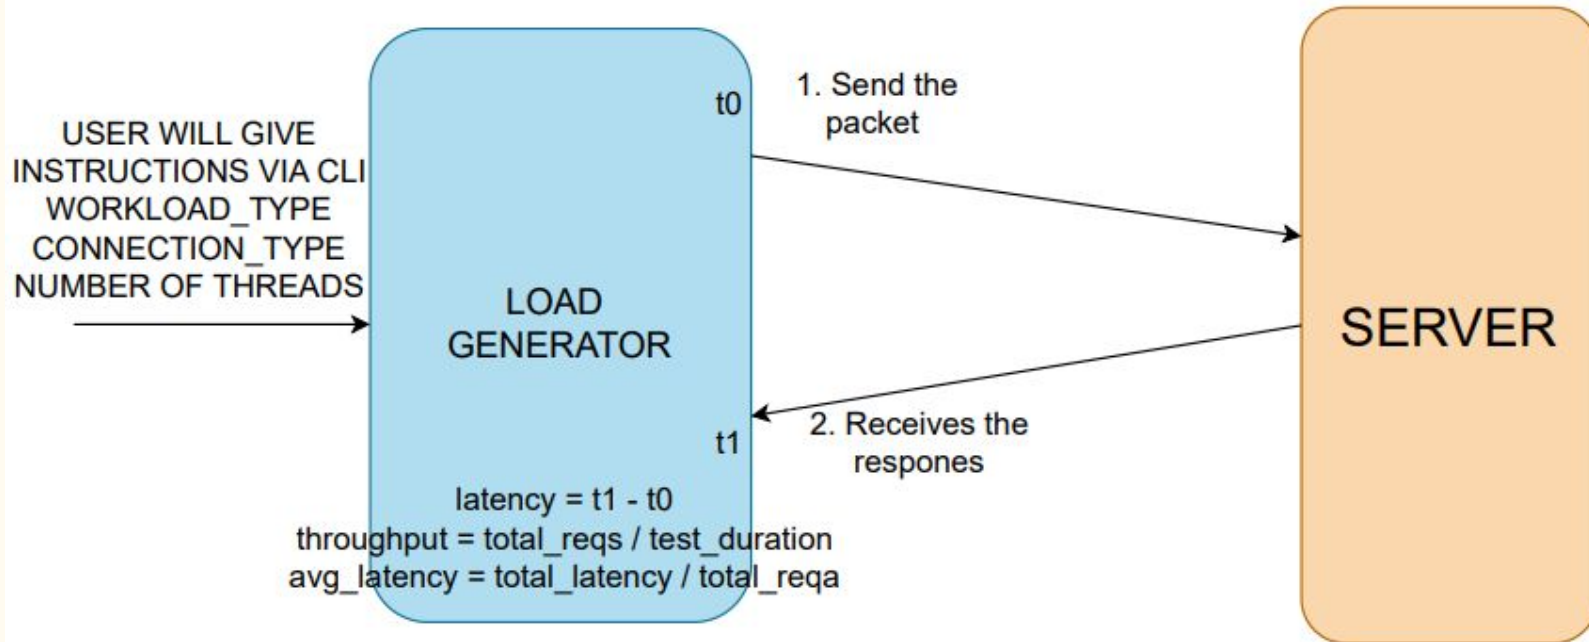 USER WILL GIVE
INSTRUCTIONS VIA CLI
WORKLOAD_TYPE
CONNECTION_TYPE
NUMBER OF THREADS
LOAD
GENERATOR
t0
1. Send the
packet
SERVER
t1
2. Receives the
respones
latency = t1 - t0
throughput = total_reqs / test_duration
avg_latency = total_latency / total_reqa